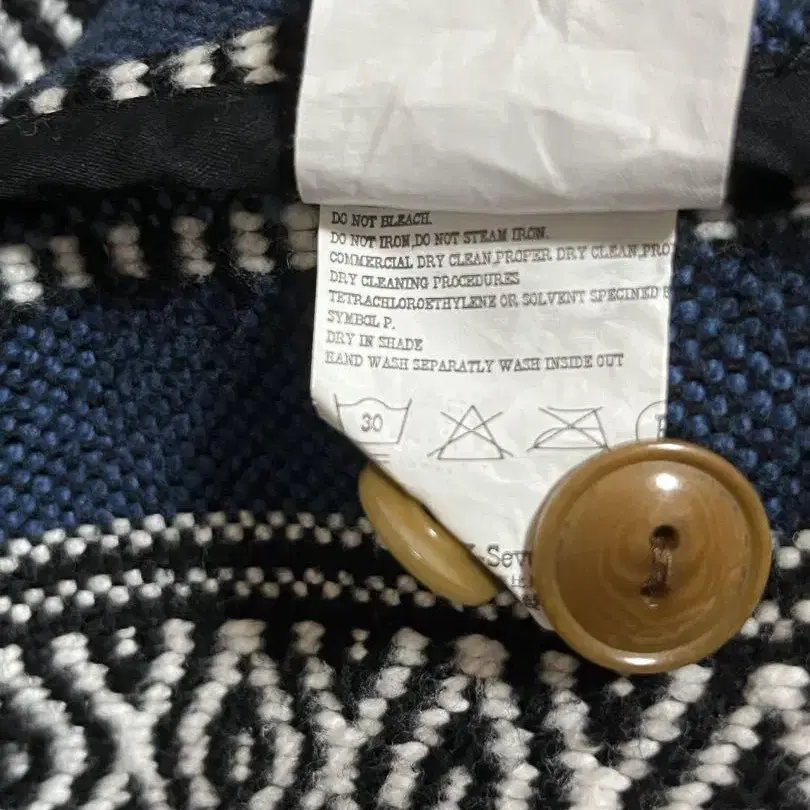 DO NOT BLEACH.
DO NOT IRON,DO NOT STEAM IRON.
COMMERCIAL DRY CLEAN,PROPER DRY CLEAN,PRO
DRY CLEANING PROCEDURES
TETRACHLOROETHYLENE OR SOLVENT SPECINED
SYMBOL P.
DRY IN SHADE
HAND WASH SEPARATLY WASH INSIDE OUT
30